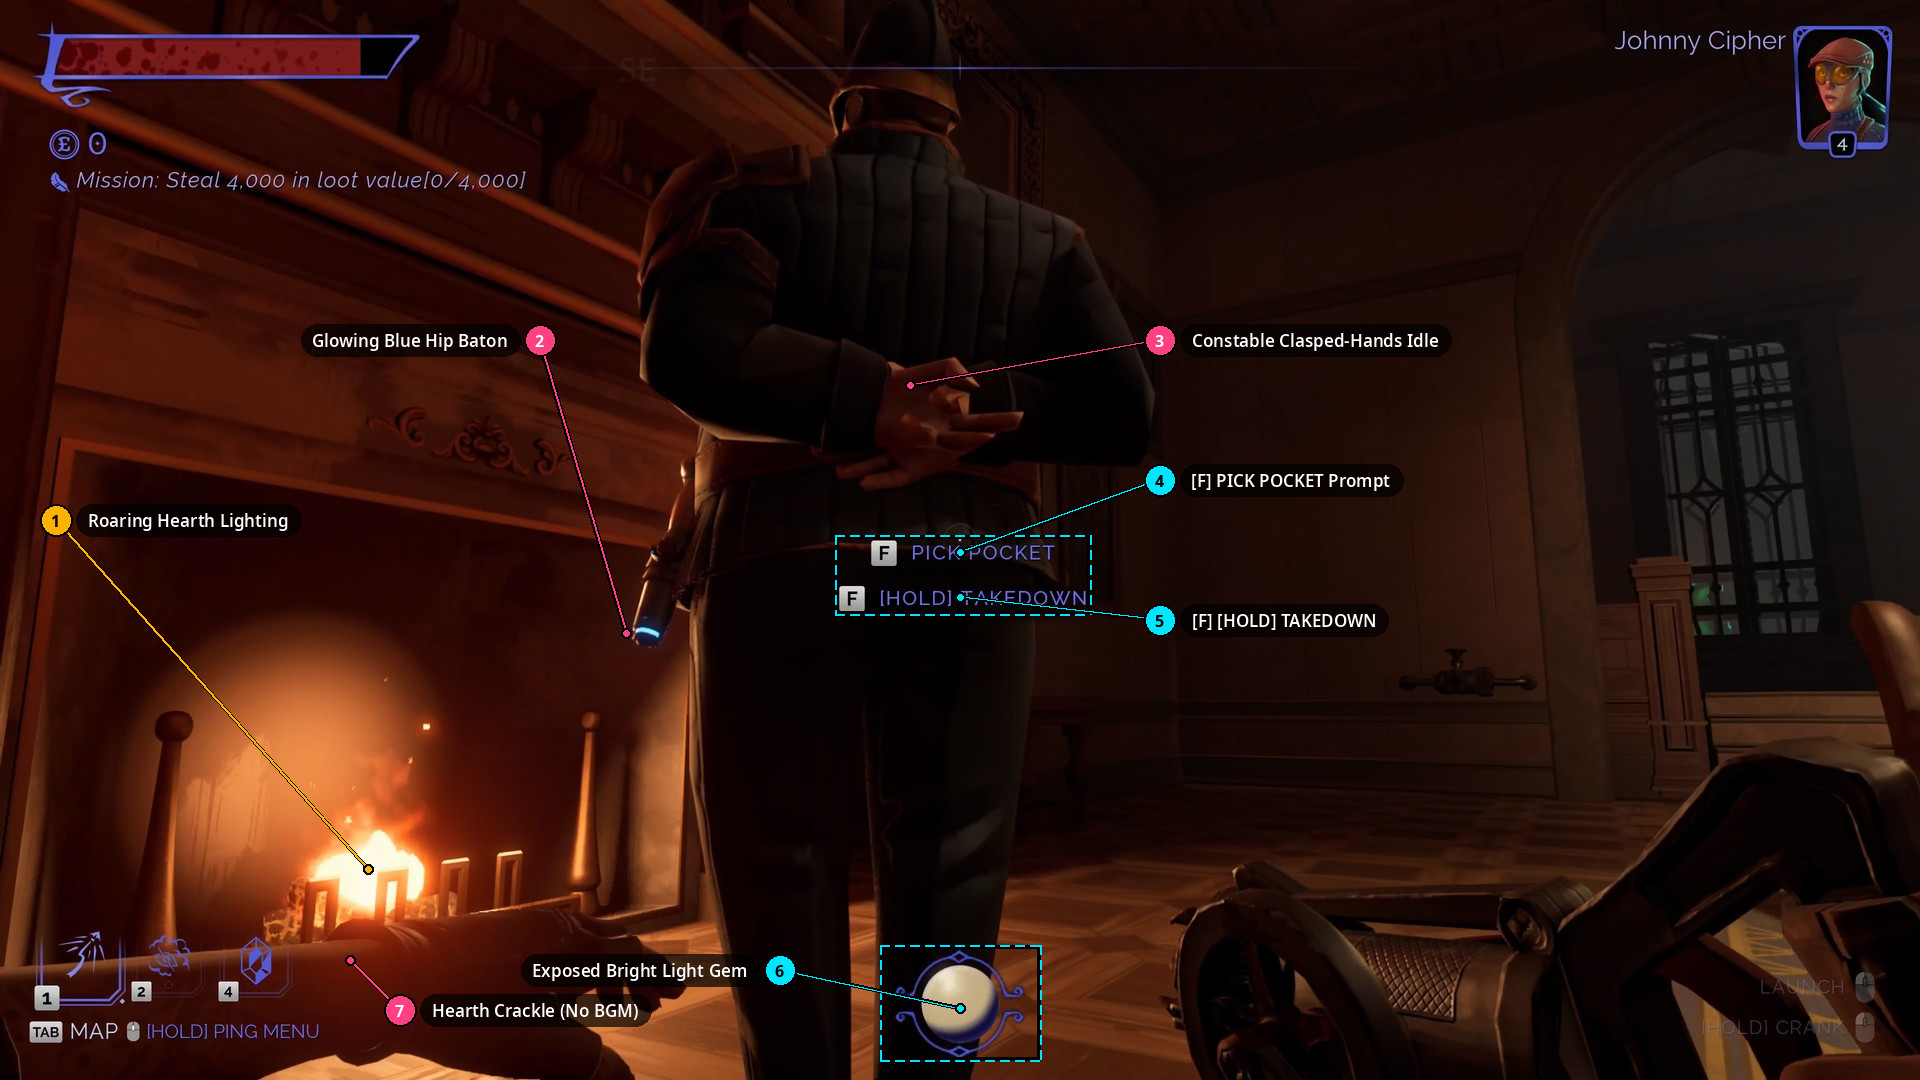 SE
Johnny Cipher
4
£ 0
Mission: Steal 4,000 in loot value[0/4,000]
Glowing Blue Hip Baton 2
3 Constable Clasped-Hands Idle
4 [F] PICK POCKET Prompt
1 Roaring Hearth Lighting
F PICK POCKET
F [HOLD] TAKEDOWN
5 [F] [HOLD] TAKEDOWN
Exposed Bright Light Gem 6
1 2 4
7 Hearth Crackle (No BGM)
LAUNCH
TAB MAP [HOLD] PING MENU
[HOLD] CRANK